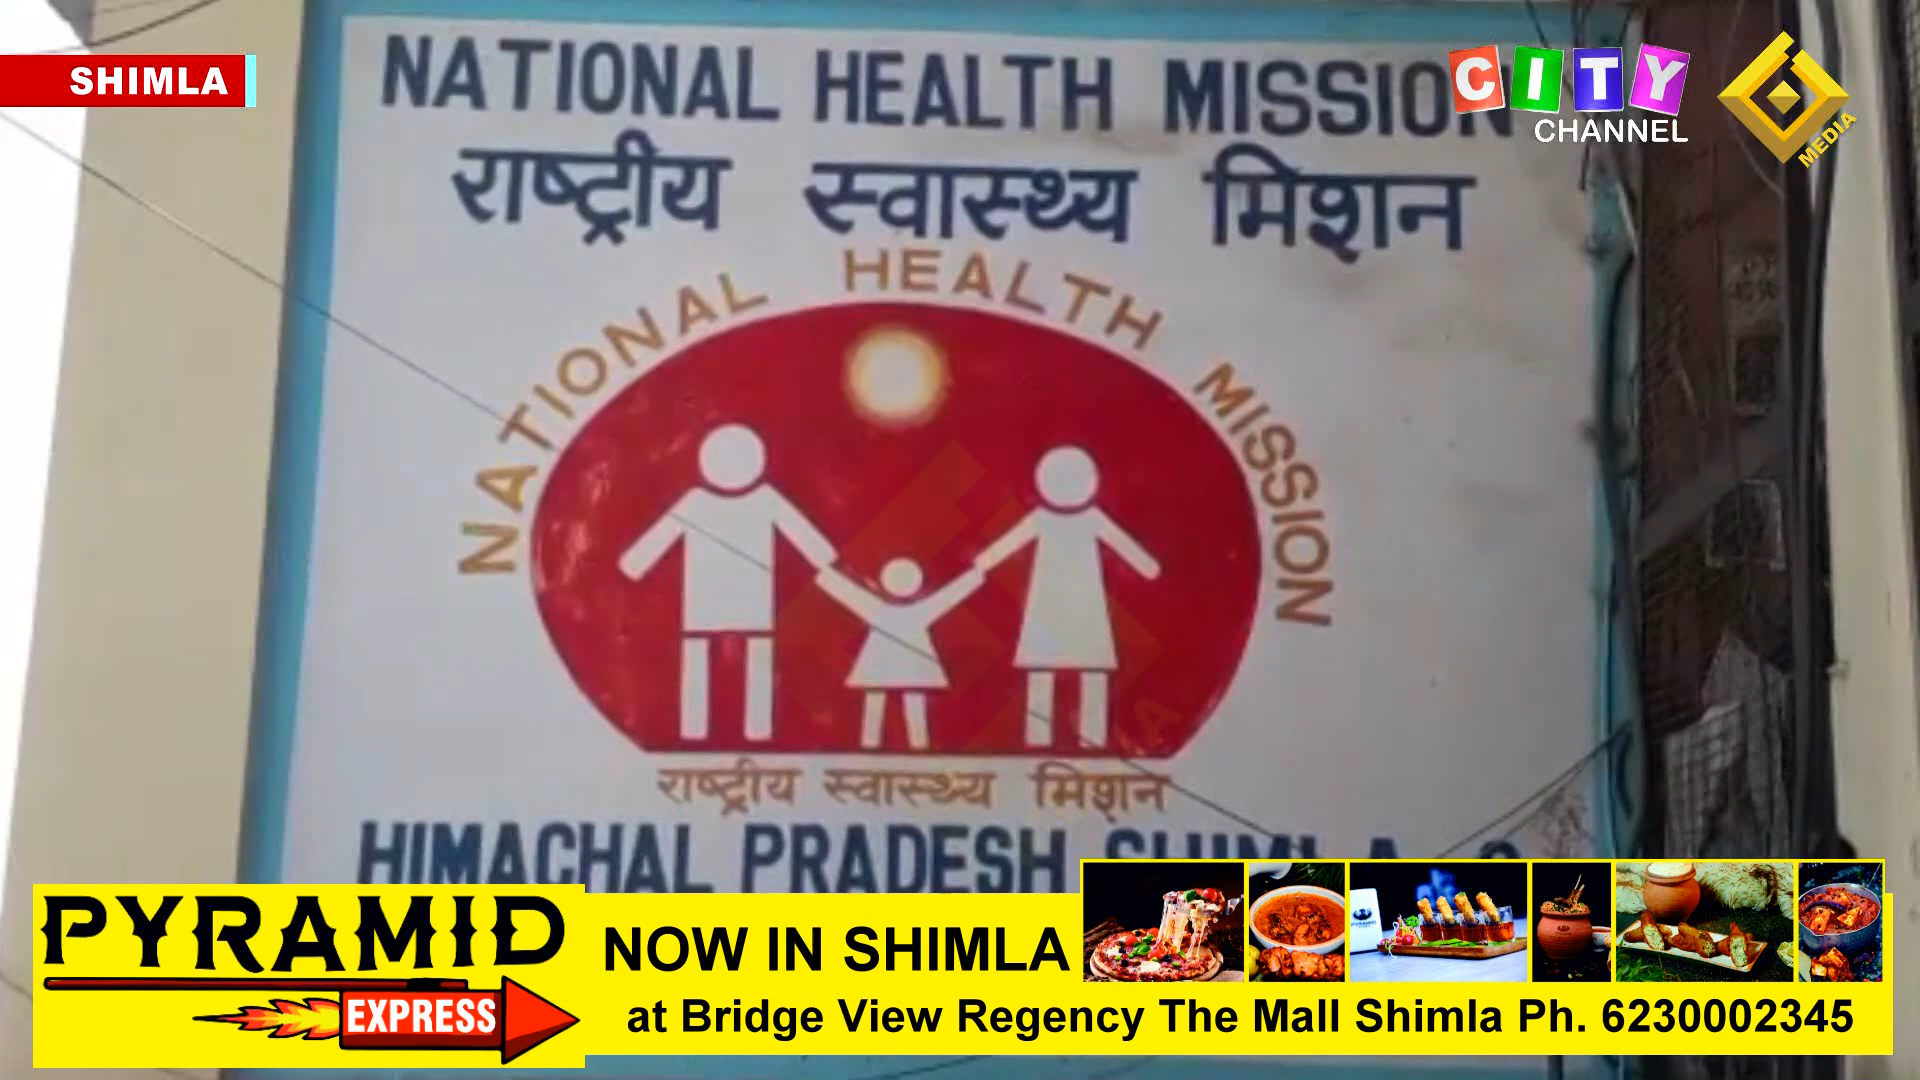 SHIMLA
NATIONAL HEALTH MISSION
CITY
CHANNEL
MEDIA
राष्ट्रीय स्वास्थ्य मिशन
NATIONAL HEALTH MISSION
राष्ट्रीय स्वास्थ्य मिशन
HIMACHAL PRADESH SHIMLA
PYRAMID
EXPRESS
NOW IN SHIMLA
at Bridge View Regency The Mall Shimla Ph. 6230002345